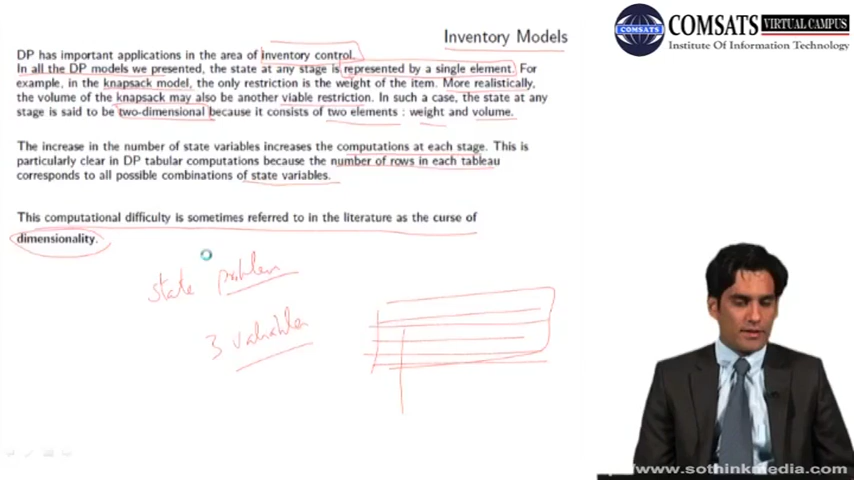 Inventory Models
COMSATS VIRTUAL CAMPUS
Institute Of Information Technology
DP has important applications in the area of inventory control.
In all the DP models we presented, the state at any stage is represented by a single element. For
example, in the knapsack model, the only restriction is the weight of the item. More realistically,
the volume of the knapsack may also be another viable restriction. In such a case, the state at any
stage is said to be two-dimensional because it consists of two elements : weight and volume.
The increase in the number of state variables increases the computations at each stage. This is
particularly clear in DP tabular computations because the number of rows in each tableau
corresponds to all possible combinations of state variables.
This computational difficulty is sometimes referred to in the literature as the curse of
dimensionality.
state problem
3 variables
www.sothinkmedia.com